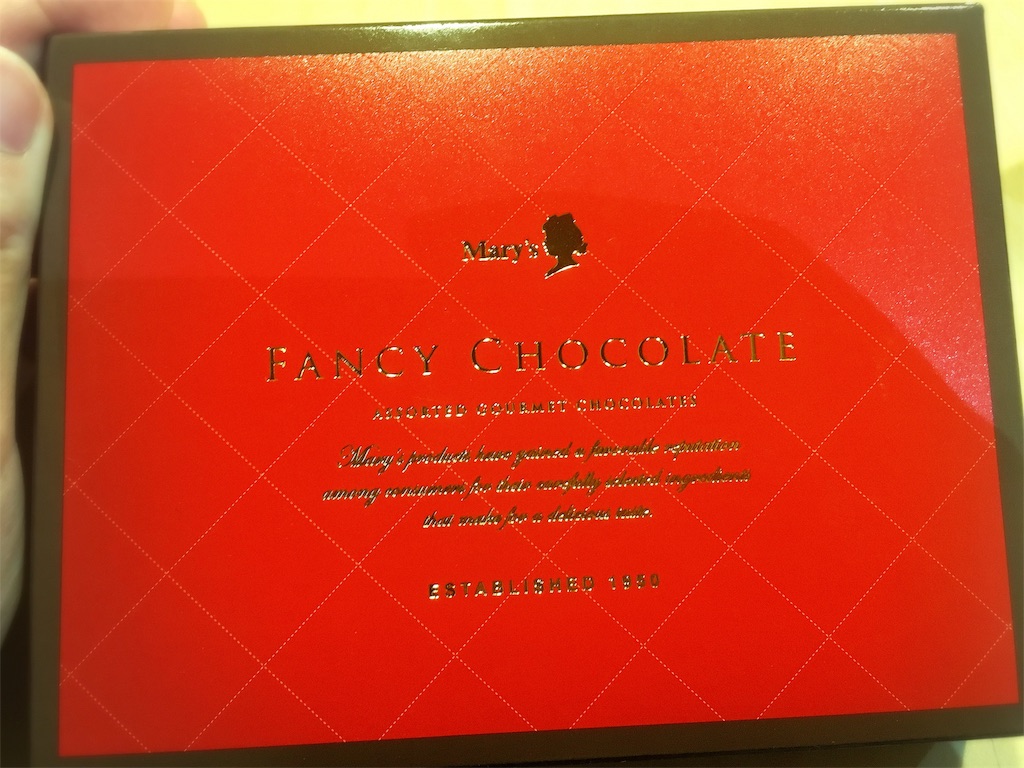 Mary's
FANCY CHOCOLATE
ASSORTED GOURMET CHOCOLATES
Mary's products have gained a favourable reputation
among consumers for their carefully selected ingredients
that make for a delicious taste.
ESTABLISHED 1950